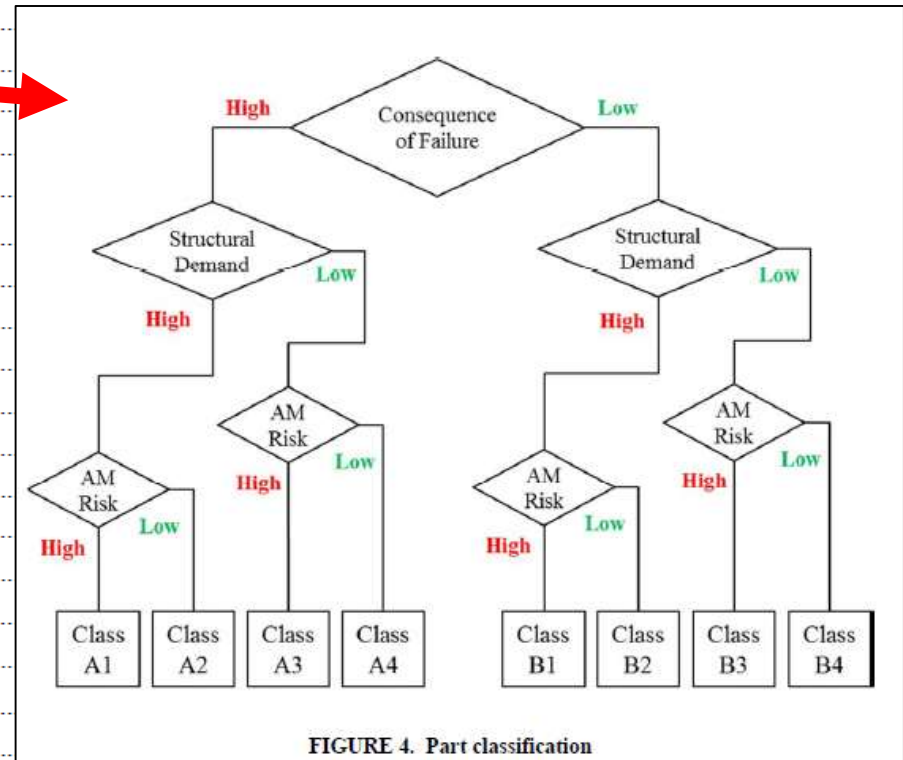 Consequence
of Failure
High
Low
Structural
Demand
Low
High
Structural
Demand
Low
High
AM
Risk
Low
High
AM
Risk
Low
High
AM
Risk
Low
High
AM
Risk
Low
High
Class
A1
Class
A2
Class
A3
Class
A4
Class
B1
Class
B2
Class
B3
Class
B4
FIGURE 4. Part classification